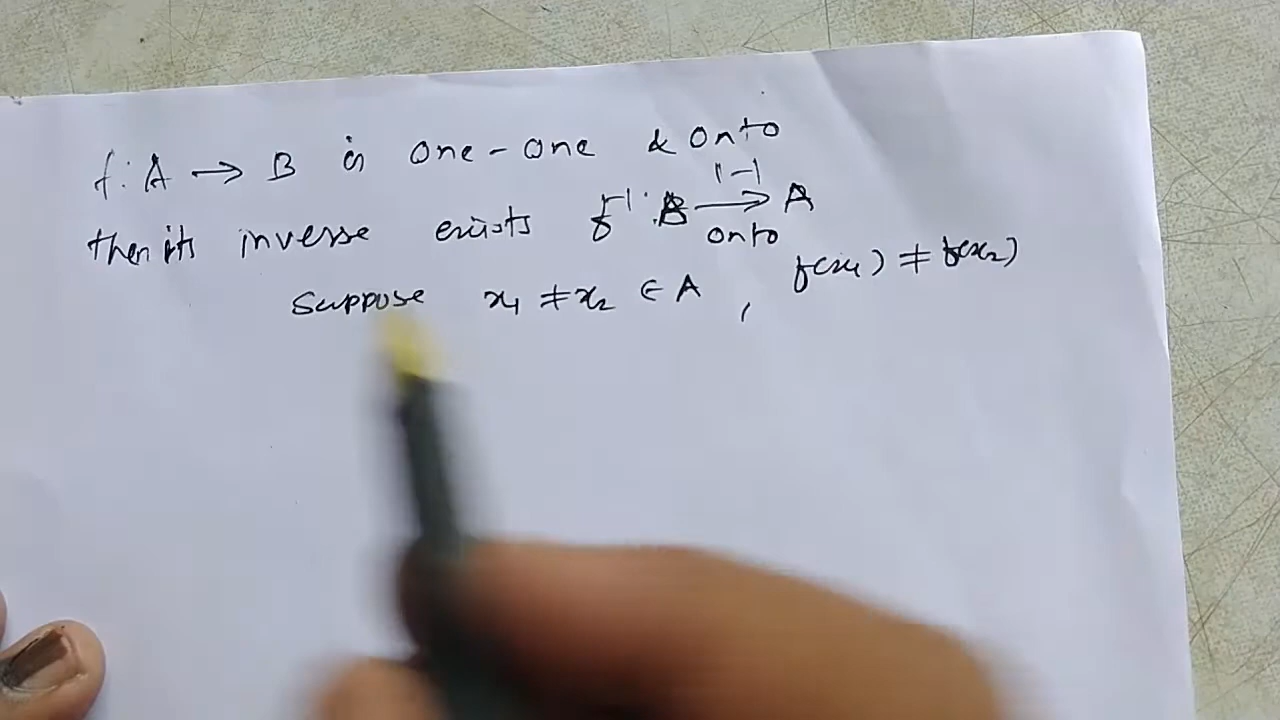 f: A → B is one-one & onto
then its inverse exists f⁻¹: B → A 1-1 onto
Suppose x₁ ≠ x₂ ∈ A , f(x₁) ≠ f(x₂)